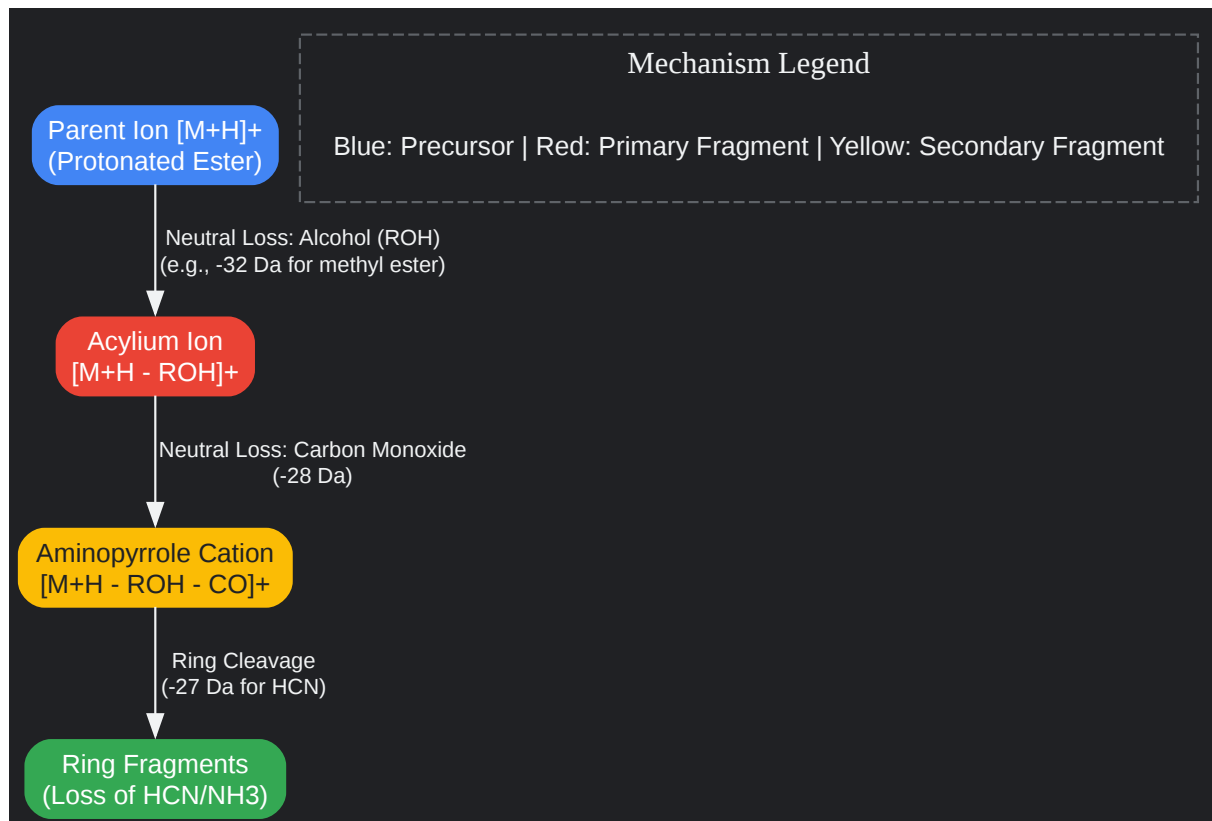 Mechanism Legend
Blue: Precursor | Red: Primary Fragment | Yellow: Secondary Fragment
Parent Ion [M+H]+
(Protonated Ester)
Neutral Loss: Alcohol (ROH)
(e.g., -32 Da for methyl ester)
Acylium Ion
[M+H - ROH]+
Neutral Loss: Carbon Monoxide
(-28 Da)
Aminopyrrole Cation
[M+H - ROH - CO]+
Ring Cleavage
(-27 Da for HCN)
Ring Fragments
(Loss of HCN/NH3)